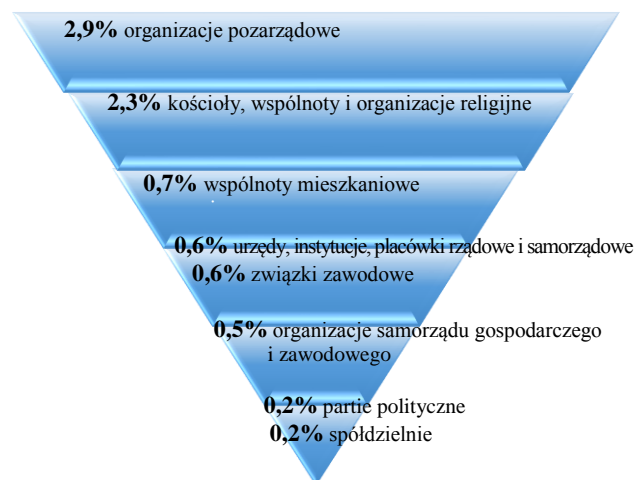 2,9% organizacje pozarządowe
2,3% kościoły, wspólnoty i organizacje religijne
0,7% wspólnoty mieszkaniowe
0,6% urzędy, instytucje, placówki rządowe i samorządowe
0,6% związki zawodowe
0,5% organizacje samorządu gospodarczego
i zawodowego
0,2% partie polityczne
0,2% spółdzielnie